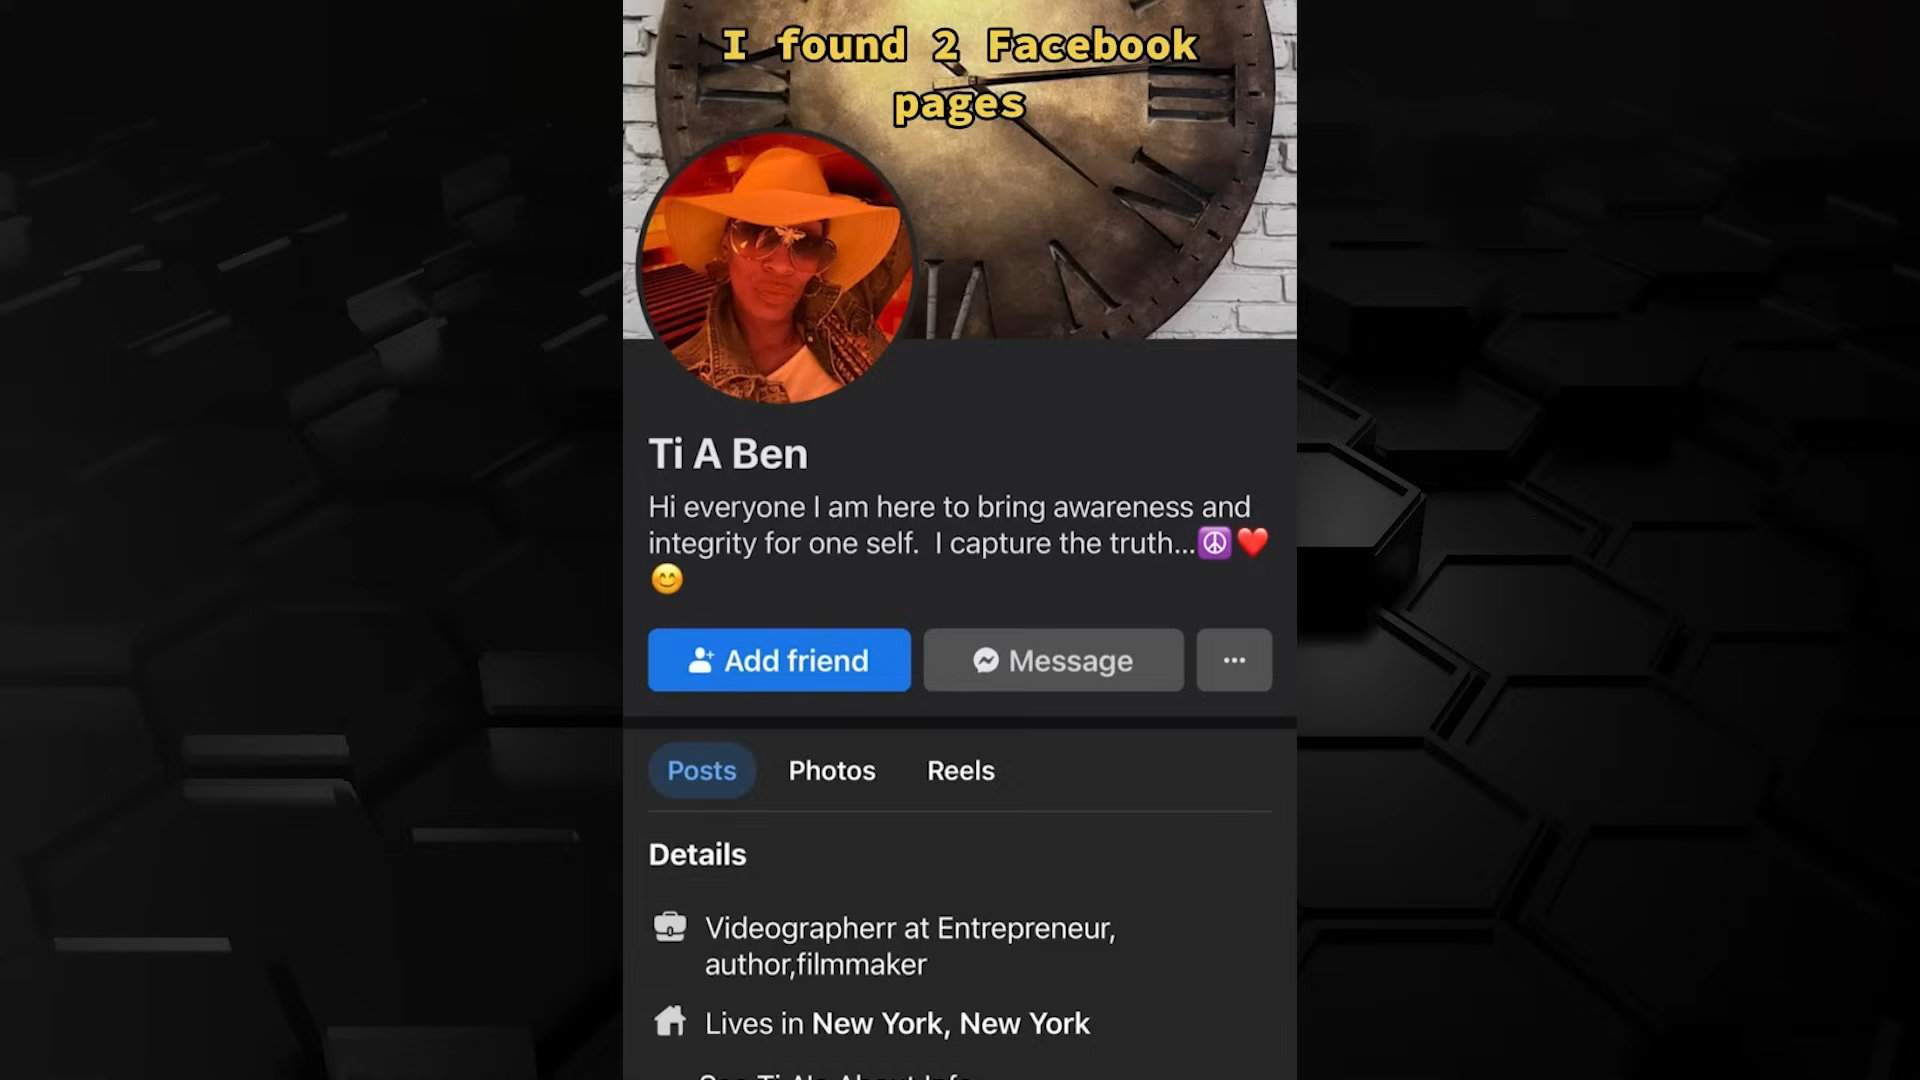 I found 2 Facebook
pages
Ti A Ben
Hi everyone I am here to bring awareness and
integrity for one self.  I capture the truth...☮️❤️
😊
Add friend
Message
Posts
Photos
Reels
Details
Videographerr at Entrepreneur,
author,filmmaker
Lives in New York, New York